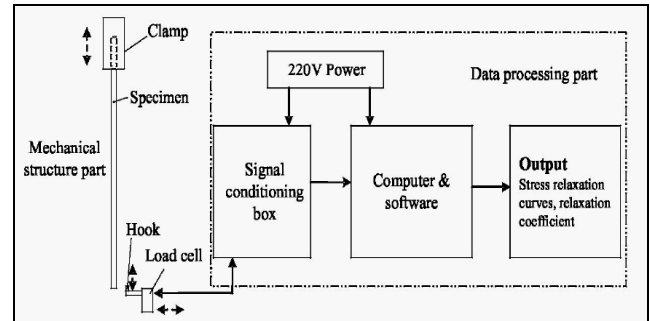 Clamp
220V Power
Data processing part
Specimen
Mechanical
structure part
Signal
conditioning
box
Computer &
software
Output
Stress relaxation
curves, relaxation
coefficient
Hook
Load cell